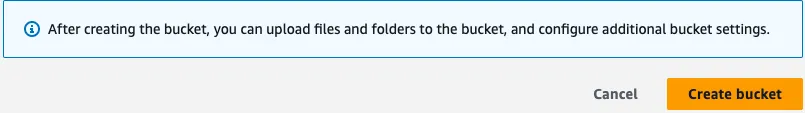 After creating the bucket, you can upload files and folders to the bucket, and configure additional bucket settings.
Cancel
Create bucket